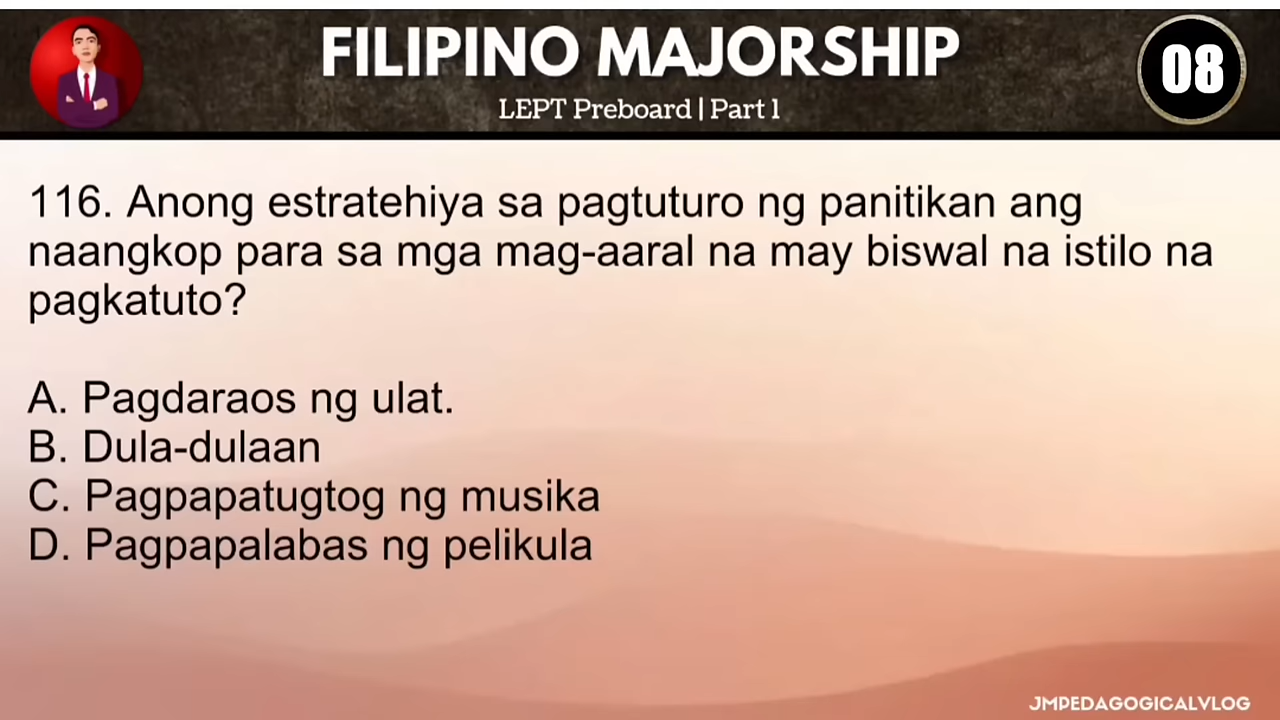 FILIPINO MAJORSHIP
08
LEPT Preboard | Part 1
116. Anong estratehiya sa pagtuturo ng panitikan ang
naangkop para sa mga mag-aaral na may biswal na istilo na
pagkatuto?
A. Pagdaraos ng ulat.
B. Dula-dulaan
C. Pagpapatugtog ng musika
D. Pagpapalabas ng pelikula
JMPEDAGOGICALVLOG